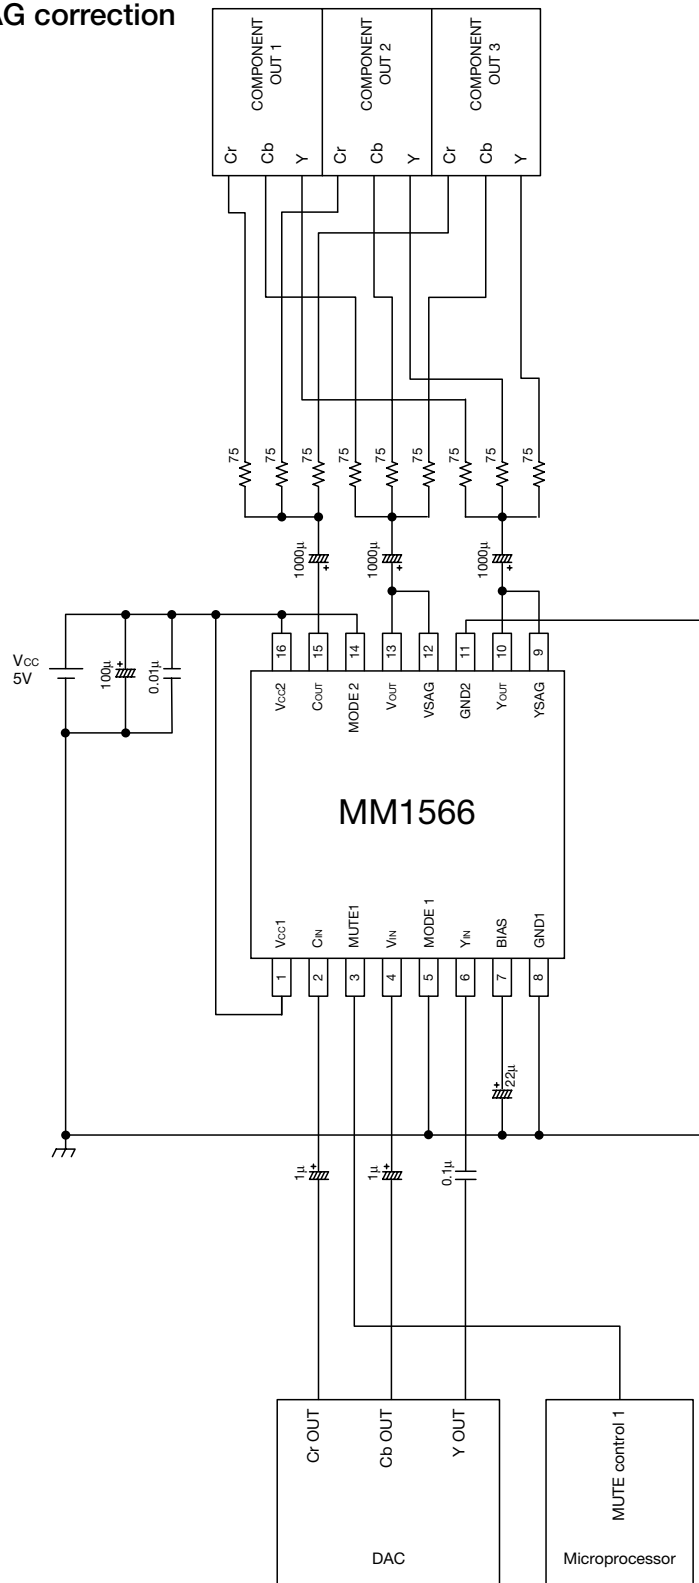 AG correction
COMPONENT
OUT 1
COMPONENT
OUT 2
COMPONENT
OUT 3
Cr
Cb
Y
Cr
Cb
Y
Cr
Cb
Y
75
75
75
75
75
75
75
75
75
1000µ
+
1000µ
+
1000µ
+
VCC
5V
100µ
+
0.01µ
16
15
14
13
12
11
10
9
VCC2
COUT
MODE 2
VOUT
VSAG
GND2
YOUT
YSAG
MM1566
VCC1
CIN
MUTE1
VIN
MODE 1
YIN
BIAS
GND1
1
2
3
4
5
6
7
8
+
22µ
1µ
+
1µ
+
0.1µ
Cr OUT
Cb OUT
Y OUT
DAC
MUTE control 1
Microprocessor